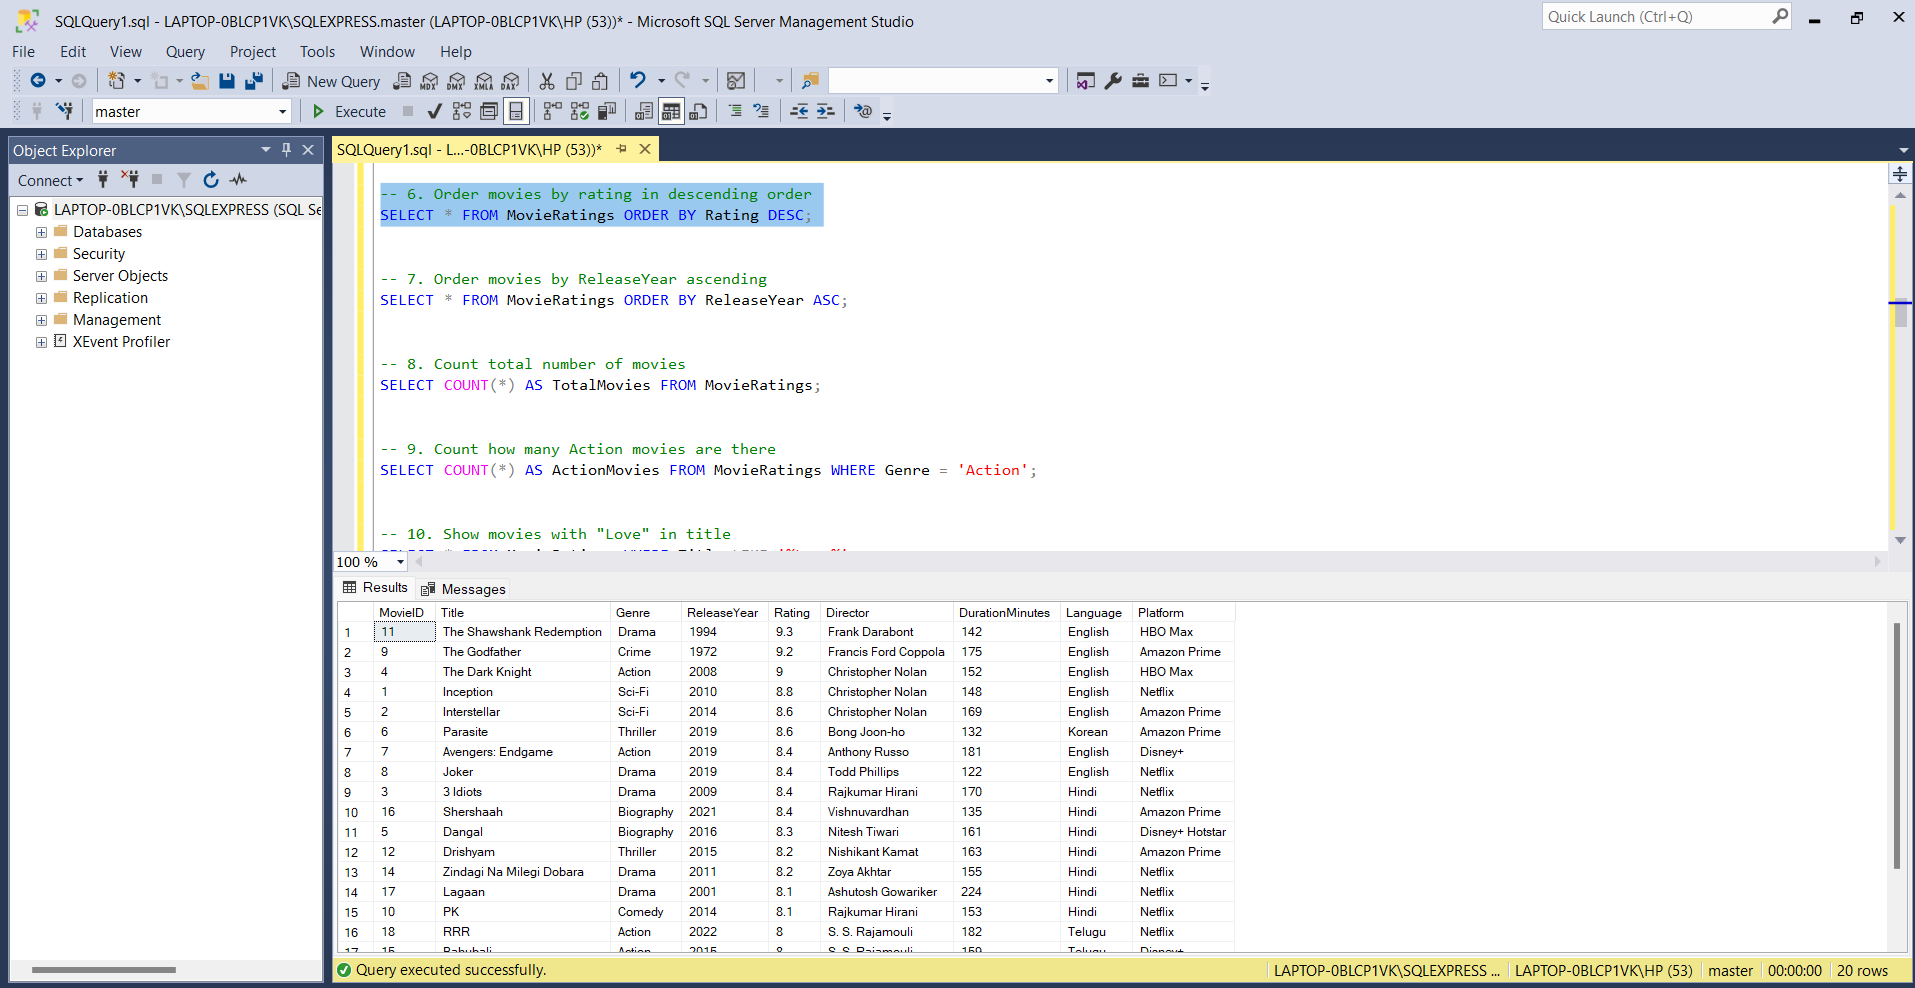 SQLQuery1.sql - LAPTOP-0BLCP1VK\SQLEXPRESS.master (LAPTOP-0BLCP1VK\HP (53))* - Microsoft SQL Server Management Studio
Quick Launch (Ctrl+Q)
File Edit View Query Project Tools Window Help
New Query MDX DMX XMLA DAX
master Execute
Object Explorer
Connect
LAPTOP-0BLCP1VK\SQLEXPRESS (SQL Se
Databases
Security
Server Objects
Replication
Management
XEvent Profiler
SQLQuery1.sql - L...-0BLCP1VK\HP (53))*
-- 6. Order movies by rating in descending order
SELECT * FROM MovieRatings ORDER BY Rating DESC;
-- 7. Order movies by ReleaseYear ascending
SELECT * FROM MovieRatings ORDER BY ReleaseYear ASC;
-- 8. Count total number of movies
SELECT COUNT(*) AS TotalMovies FROM MovieRatings;
-- 9. Count how many Action movies are there
SELECT COUNT(*) AS ActionMovies FROM MovieRatings WHERE Genre = 'Action';
-- 10. Show movies with "Love" in title
100 %
Results Messages
MovieID Title Genre ReleaseYear Rating Director DurationMinutes Language Platform
1 11 The Shawshank Redemption Drama 1994 9.3 Frank Darabont 142 English HBO Max
2 9 The Godfather Crime 1972 9.2 Francis Ford Coppola 175 English Amazon Prime
3 4 The Dark Knight Action 2008 9 Christopher Nolan 152 English HBO Max
4 1 Inception Sci-Fi 2010 8.8 Christopher Nolan 148 English Netflix
5 2 Interstellar Sci-Fi 2014 8.6 Christopher Nolan 169 English Amazon Prime
6 6 Parasite Thriller 2019 8.6 Bong Joon-ho 132 Korean Amazon Prime
7 7 Avengers: Endgame Action 2019 8.4 Anthony Russo 181 English Disney+
8 8 Joker Drama 2019 8.4 Todd Phillips 122 English Netflix
9 3 3 Idiots Drama 2009 8.4 Rajkumar Hirani 170 Hindi Netflix
10 16 Shershaah Biography 2021 8.4 Vishnuvardhan 135 Hindi Amazon Prime
11 5 Dangal Biography 2016 8.3 Nitesh Tiwari 161 Hindi Disney+ Hotstar
12 12 Drishyam Thriller 2015 8.2 Nishikant Kamat 163 Hindi Amazon Prime
13 14 Zindagi Na Milegi Dobara Drama 2011 8.2 Zoya Akhtar 155 Hindi Netflix
14 17 Lagaan Drama 2001 8.1 Ashutosh Gowariker 224 Hindi Netflix
15 10 PK Comedy 2014 8.1 Rajkumar Hirani 153 Hindi Netflix
16 18 RRR Action 2022 8 S. S. Rajamouli 182 Telugu Netflix
17 15 Bahubali Action 2015 8 S. S. Rajamouli 159 Telugu Disney+
Query executed successfully. LAPTOP-0BLCP1VK\SQLEXPRESS ... LAPTOP-0BLCP1VK\HP (53) master 00:00:00 20 rows